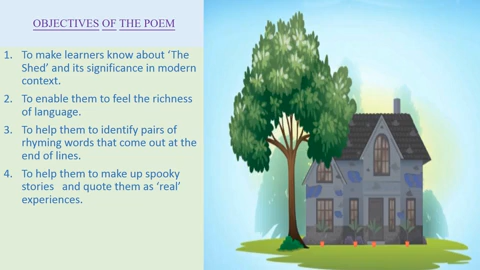 OBJECTIVES OF THE POEM
1. To make learners know about ‘The
Shed’ and its significance in modern
context.
2. To enable them to feel the richness
of language.
3. To help them to identify pairs of
rhyming words that come out at the
end of lines.
4. To help them to make up spooky
stories and quote them as ‘real’
experiences.